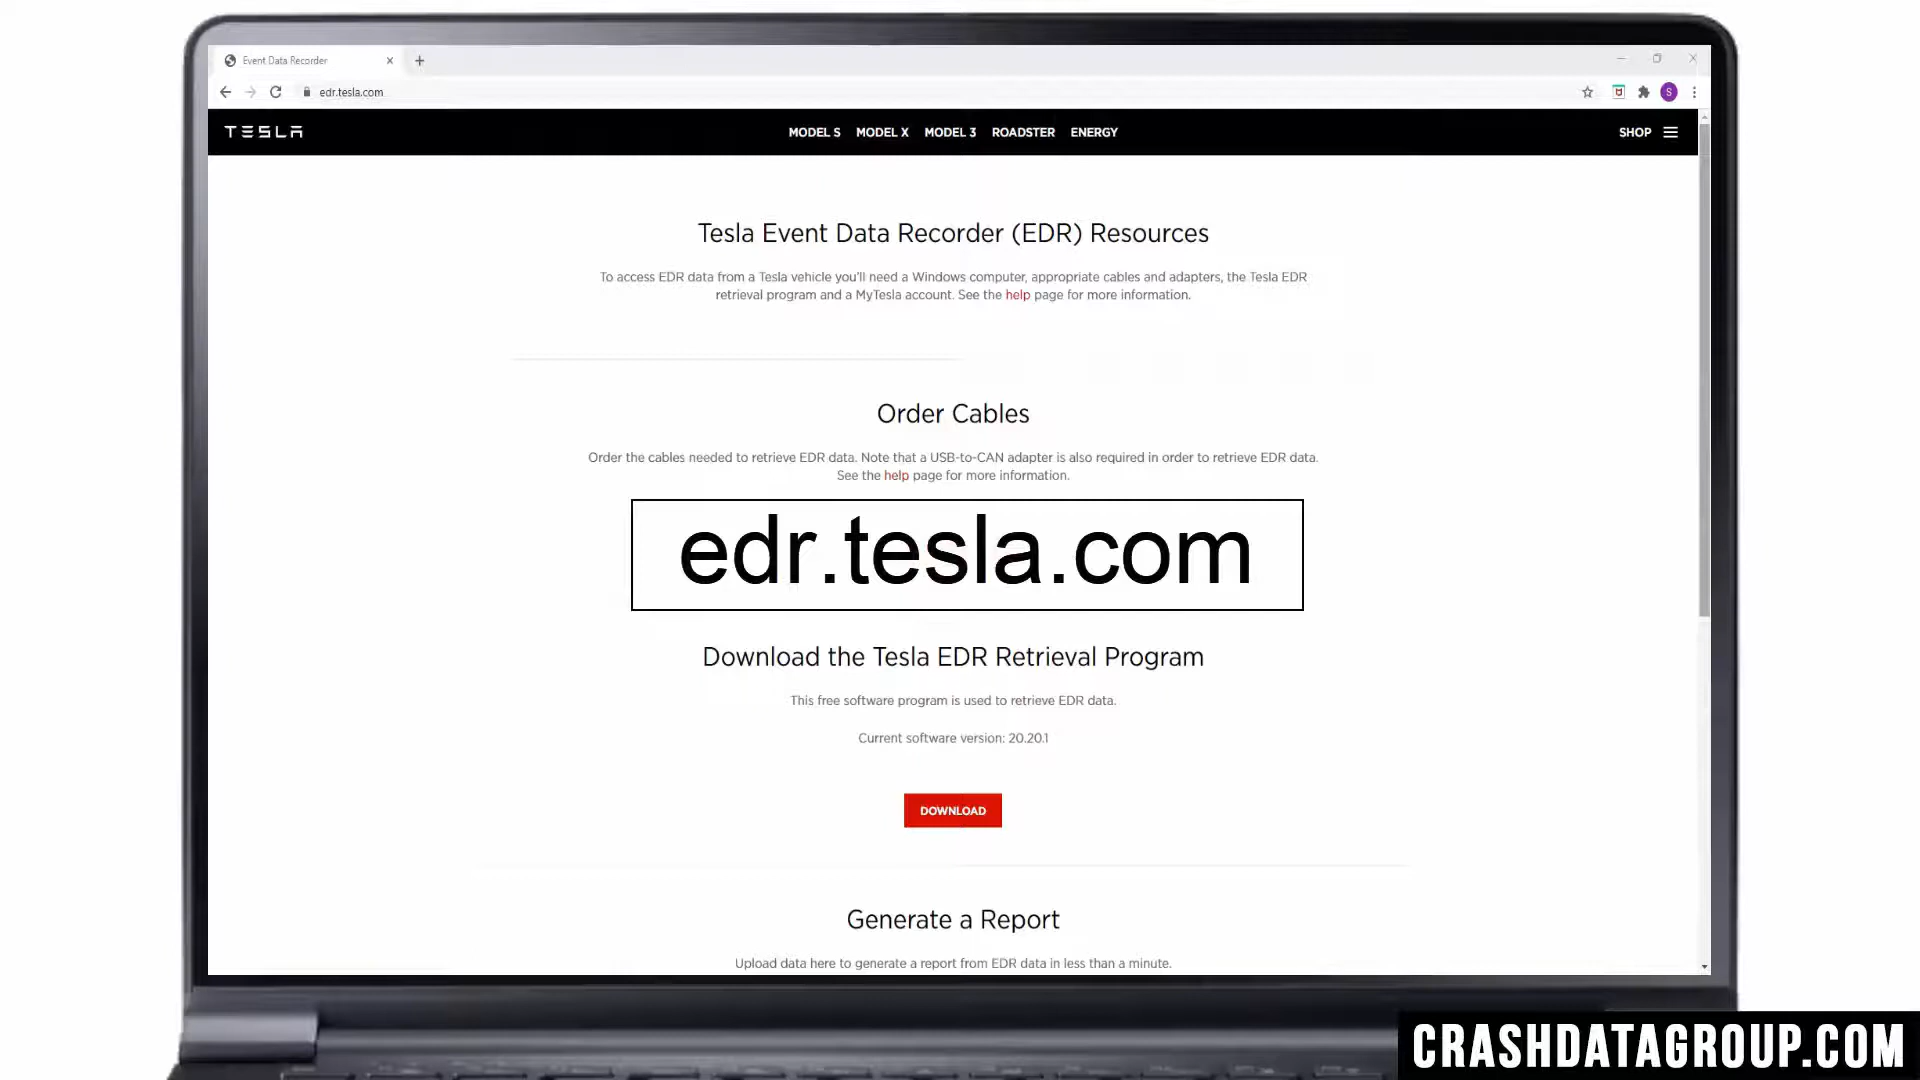 Event Data Recorder
edr.tesla.com
TESLA
MODEL S MODEL X MODEL 3 ROADSTER ENERGY
SHOP
Tesla Event Data Recorder (EDR) Resources
To access EDR data from a Tesla vehicle you'll need a Windows computer, appropriate cables and adapters, the Tesla EDR
retrieval program and a MyTesla account. See the help page for more information.
Order Cables
Order the cables needed to retrieve EDR data. Note that a USB-to-CAN adapter is also required in order to retrieve EDR data.
See the help page for more information.
edr.tesla.com
Download the Tesla EDR Retrieval Program
This free software program is used to retrieve EDR data.
Current software version: 20.20.1
DOWNLOAD
Generate a Report
Upload data here to generate a report from EDR data in less than a minute.
CRASHDATAGROUP.COM